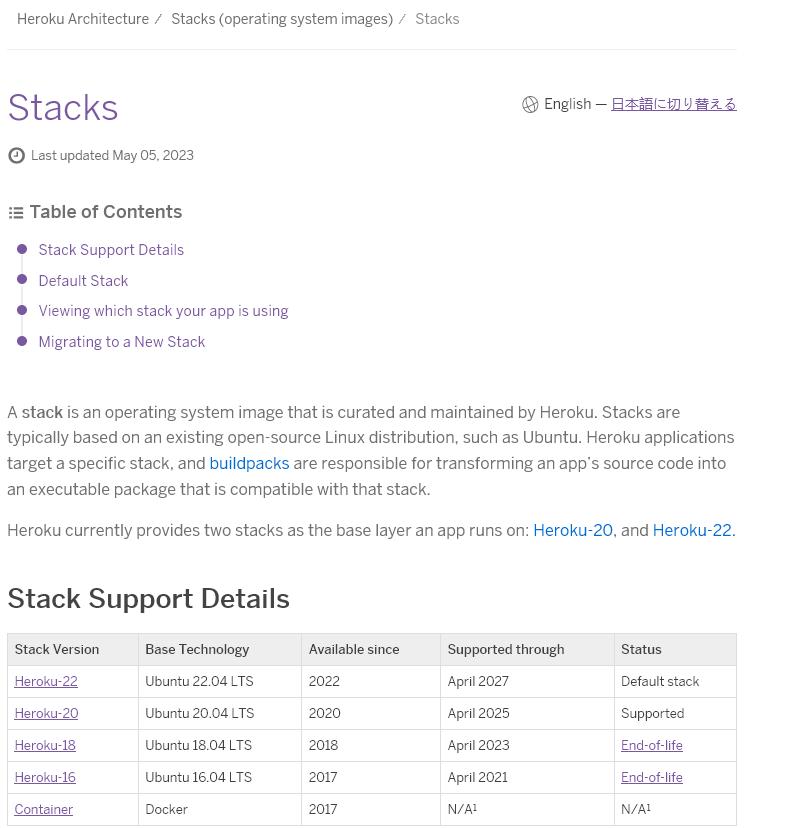 Heroku Architecture / Stacks (operating system images) / Stacks
Stacks
English — 日本語に切り替える
Last updated May 05, 2023
Table of Contents
Stack Support Details
Default Stack
Viewing which stack your app is using
Migrating to a New Stack
A stack is an operating system image that is curated and maintained by Heroku. Stacks are
typically based on an existing open-source Linux distribution, such as Ubuntu. Heroku applications
target a specific stack, and buildpacks are responsible for transforming an app's source code into
an executable package that is compatible with that stack.
Heroku currently provides two stacks as the base layer an app runs on: Heroku-20, and Heroku-22.
Stack Support Details
Stack Version Base Technology Available since Supported through Status
Heroku-22 Ubuntu 22.04 LTS 2022 April 2027 Default stack
Heroku-20 Ubuntu 20.04 LTS 2020 April 2025 Supported
Heroku-18 Ubuntu 18.04 LTS 2018 April 2023 End-of-life
Heroku-16 Ubuntu 16.04 LTS 2017 April 2021 End-of-life
Container Docker 2017 N/A¹ N/A¹